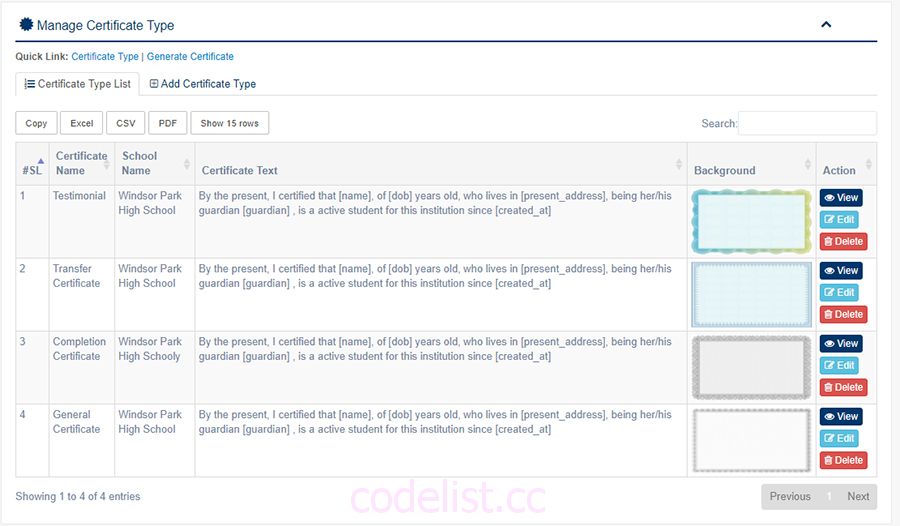 Manage Certificate Type
Quick Link: Certificate Type | Generate Certificate
Certificate Type List
Add Certificate Type
Copy Excel CSV PDF Show 15 rows
Search:
#SL Certificate Name School Name Certificate Text Background Action
1 Testimonial Windsor Park High School By the present, I certified that [name], of [dob] years old, who lives in [present_address], being her/his guardian [guardian] , is a active student for this institution since [created_at]
View
Edit
Delete
2 Transfer Certificate Windsor Park High School By the present, I certified that [name], of [dob] years old, who lives in [present_address], being her/his guardian [guardian] , is a active student for this institution since [created_at]
View
Edit
Delete
3 Completion Certificate Windsor Park High Schooly By the present, I certified that [name], of [dob] years old, who lives in [present_address], being her/his guardian [guardian] , is a active student for this institution since [created_at]
View
Edit
Delete
4 General Certificate Windsor Park High School By the present, I certified that [name], of [dob] years old, who lives in [present_address], being her/his guardian [guardian] , is a active student for this institution since [created_at]
View
Edit
Delete
Showing 1 to 4 of 4 entries
codelist.cc
Previous 1 Next